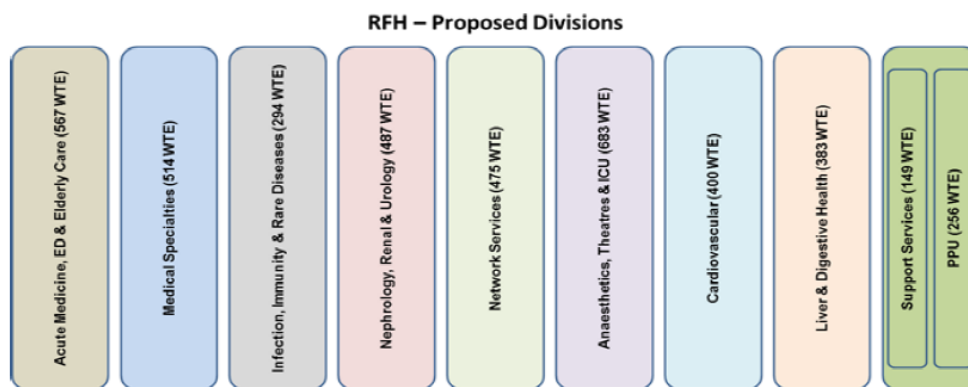 RFH – Proposed Divisions
Acute Medicine, ED & Elderly Care (567 WTE)
Medical Specialties (514 WTE)
Infection, Immunity & Rare Diseases (294 WTE)
Nephrology, Renal & Urology (487 WTE)
Network Services (475 WTE)
Anaesthetics, Theatres & ICU (683 WTE)
Cardiovascular (400 WTE)
Liver & Digestive Health (383 WTE)
Support Services (149 WTE)
PPU (256 WTE)